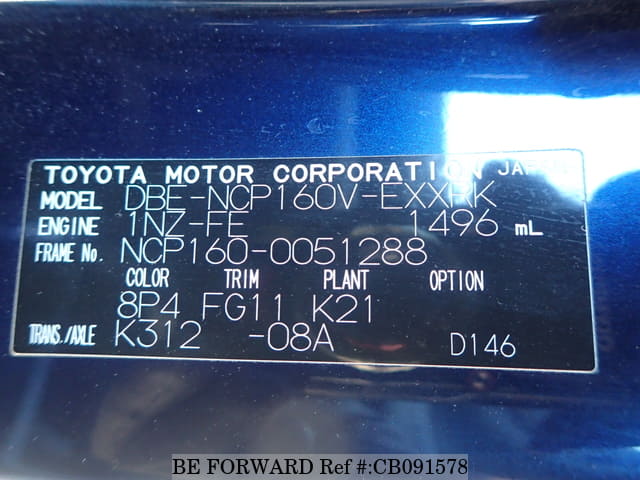 TOYOTA MOTOR CORPORATION JAPAN
MODEL DBE-NCP160V-EXXRK
ENGINE 1NZ-FE 1496 mL
FRAME No. NCP160-0051288
COLOR TRIM PLANT OPTION
8P4 FG11 K21
TRANS./AXLE K312 -08A D146
BE FORWARD Ref #:CB091578